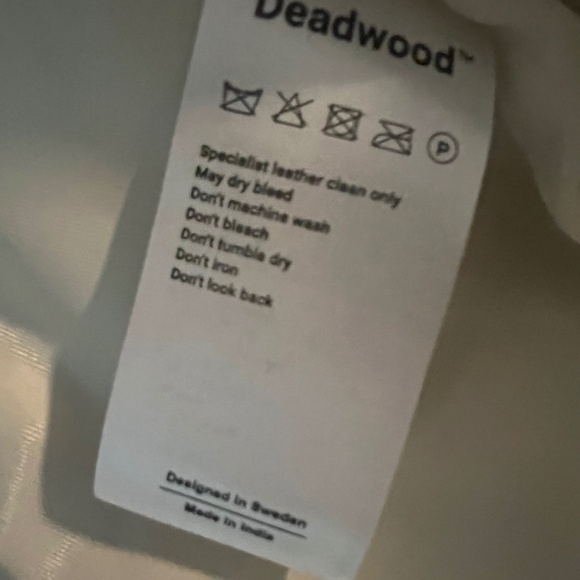 Deadwood™
P
Specialist leather clean only
May dry bleed
Don't machine wash
Don't bleach
Don't tumble dry
Don't iron
Don't look back
Designed in Sweden
Made in India